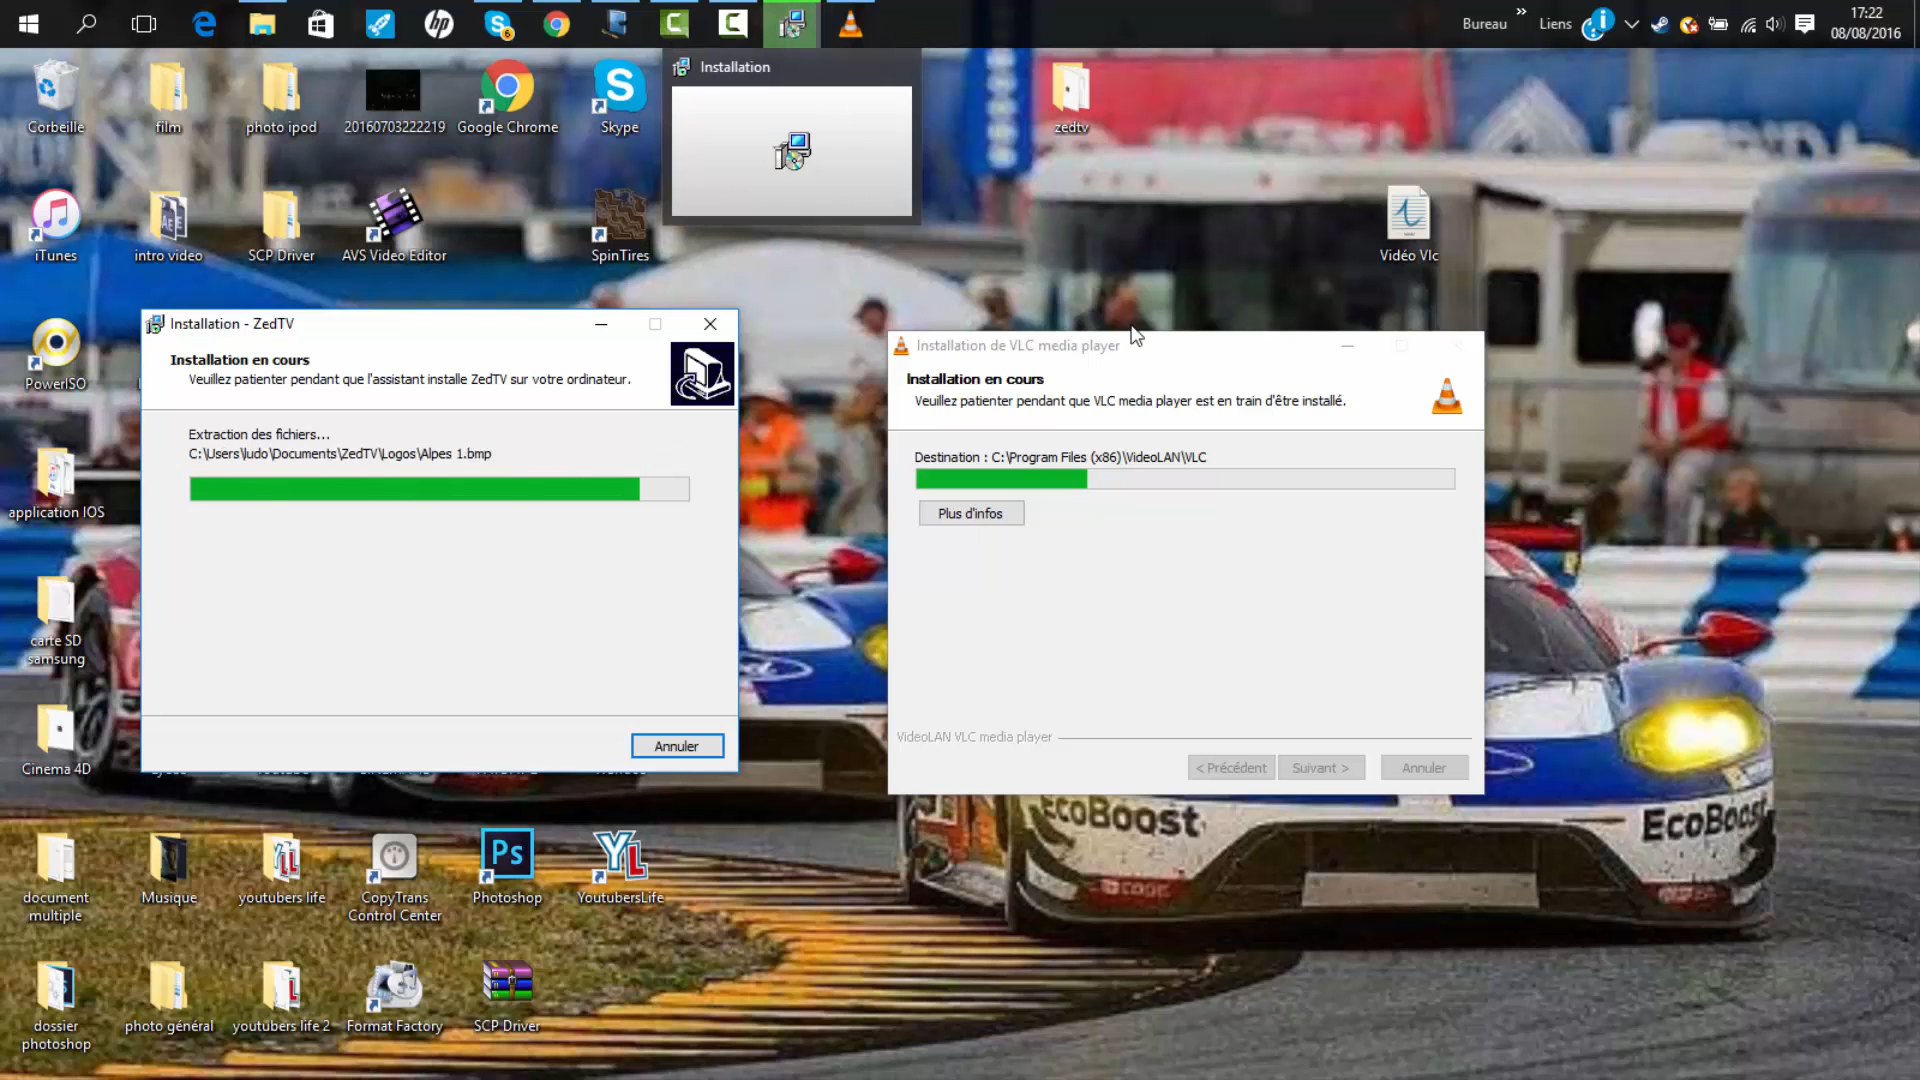 Bureau
»
Liens
17:22
08/08/2016
6
hp
Installation
Corbeille
film
photo ipod
20160703222219
Google Chrome
Skype
zedtv
iTunes
intro video
SCP Driver
AVS Video Editor
SpinTires
Vidéo Vlc
PowerISO
application IOS
carte SD
samsung
Cinema 4D
Installation - ZedTV
Installation en cours
Veuillez patienter pendant que l'assistant installe ZedTV sur votre ordinateur.
Extraction des fichiers...
C:\Users\ludo\Documents\ZedTV\Logos\Alpes 1.bmp
Annuler
Installation de VLC media player
Installation en cours
Veuillez patienter pendant que VLC media player est en train d'être installé.
Destination : C:\Program Files (x86)\VideoLAN\VLC
Plus d'infos
VideoLAN VLC media player
< Précédent
Suivant >
Annuler
EcoBoost
EcoBoost
document
multiple
Musique
youtubers life
CopyTrans
Control Center
Ps
Photoshop
YL
YoutubersLife
dossier
photoshop
photo général
youtubers life 2
Format Factory
SCP Driver